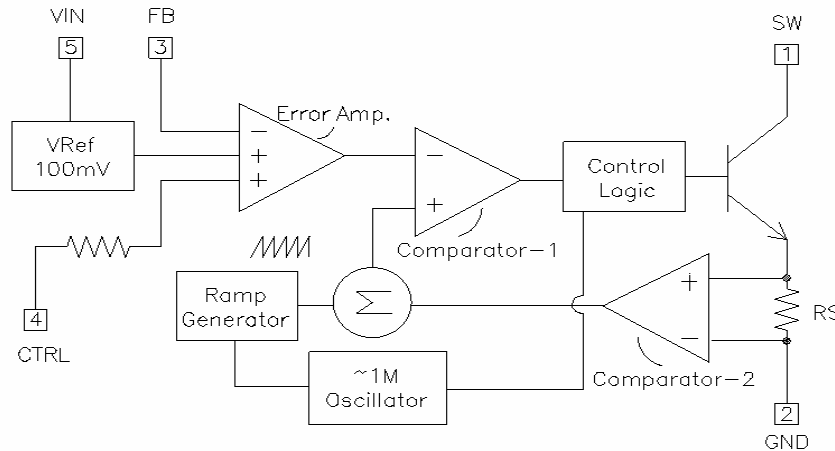 VIN
FB
SW
5
3
1
Error Amp.
VRef
100mV
−
+
+
−
+
Control
Logic
Comparator-1
Ramp
Generator
Σ
+
−
RS
4
CTRL
~1M
Oscillator
Comparator-2
2
GND